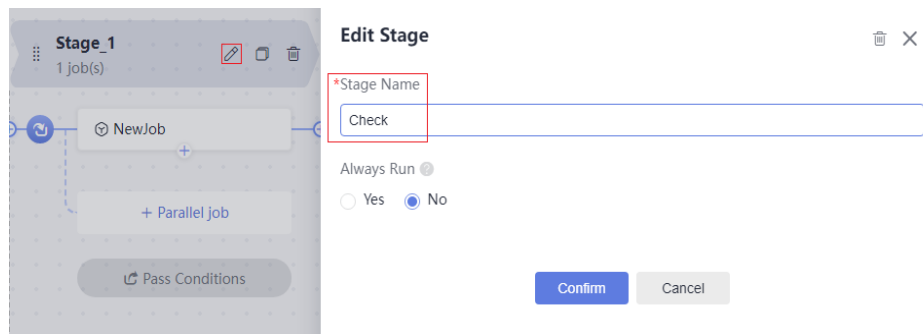 Stage_1
1 job(s)
NewJob
+ Parallel job
Pass Conditions
Edit Stage
*Stage Name
Check
Always Run
Yes No
Confirm Cancel